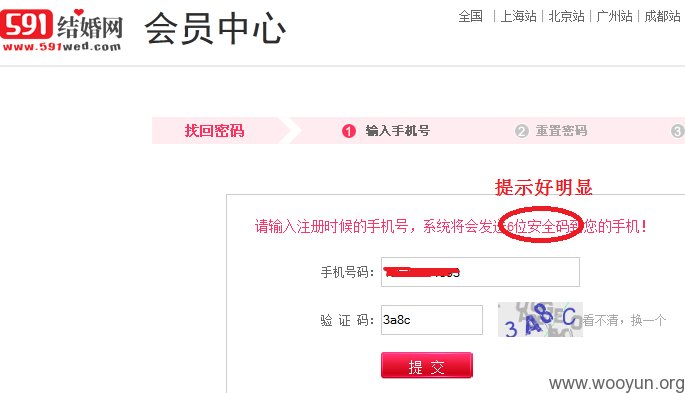 591结婚网 会员中心
www.591wed.com
全国 | 上海站 | 北京站 | 广州站 | 成都站
找回密码 1 输入手机号 2 重置密码 3
提示好明显
请输入注册时候的手机号，系统将会发送6位安全码到您的手机！
手机号码：
验 证 码： 3a8c 3A8C 看不清，换一个
提 交
www.wooyun.org